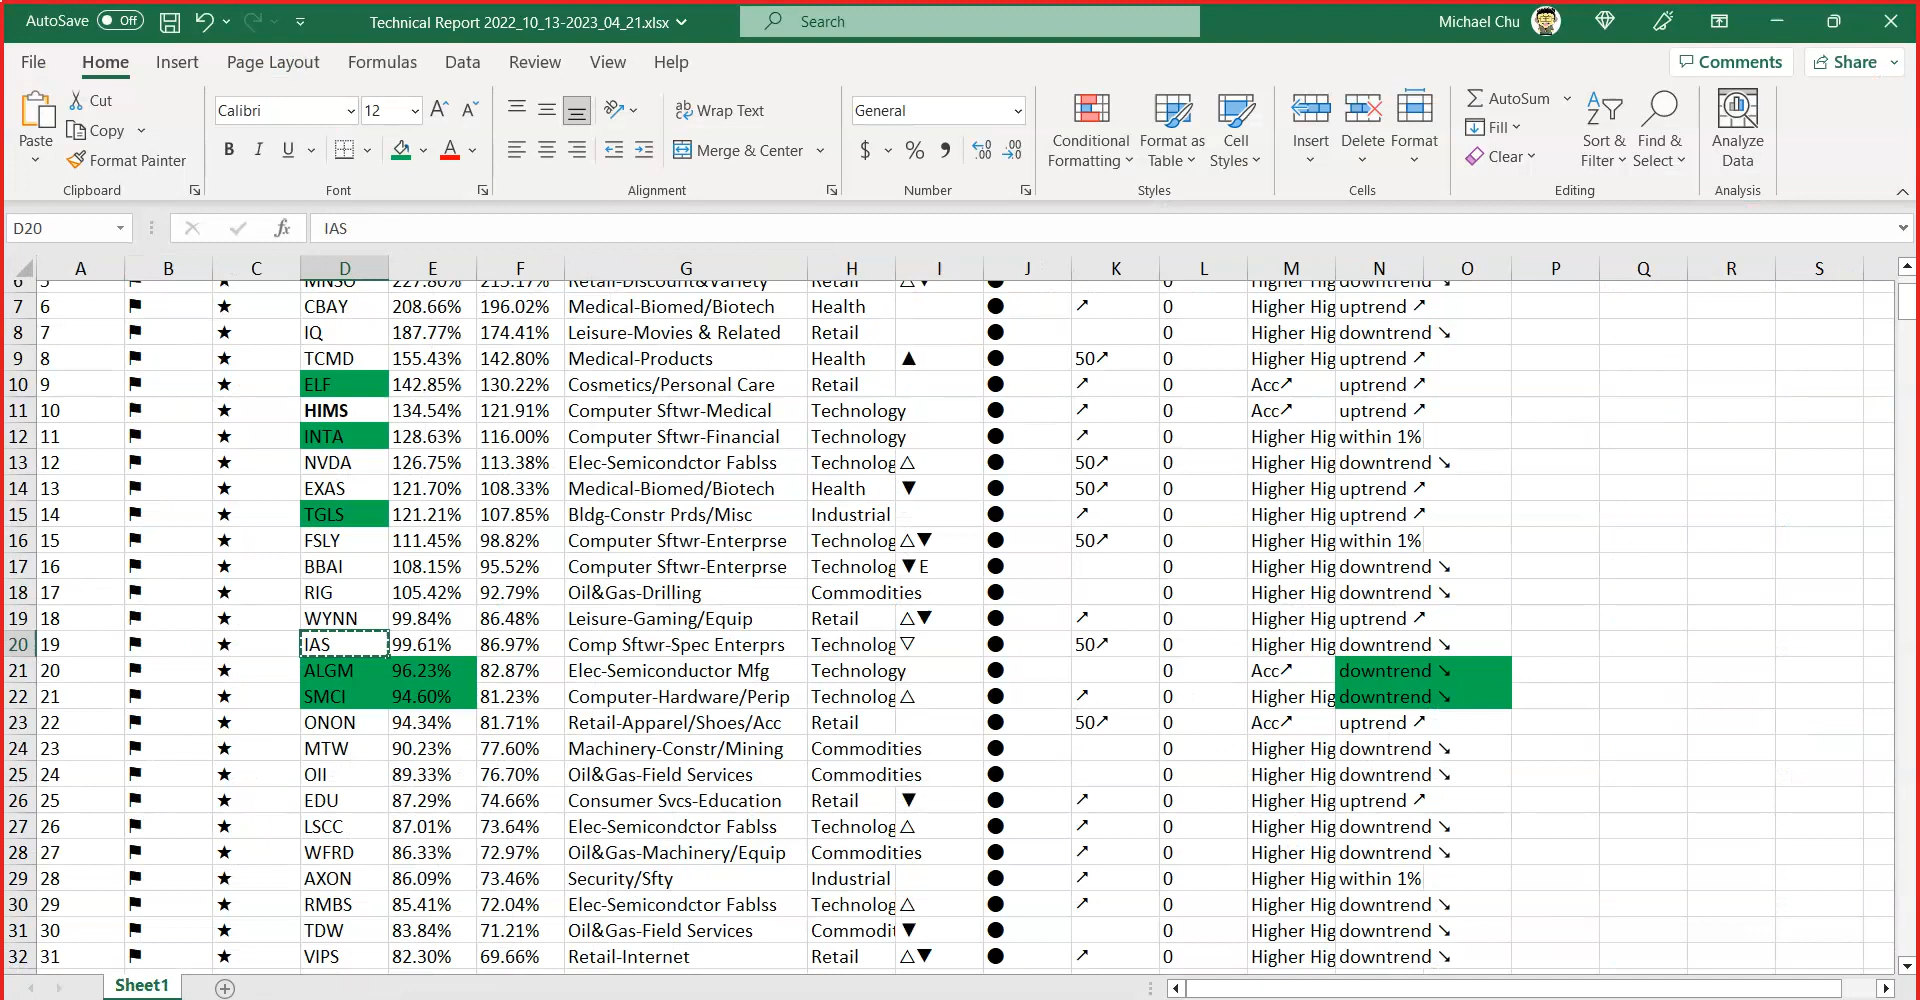 AutoSave Off Technical Report 2022_10_13-2023_04_21.xlsx Search Michael Chu
File Home Insert Page Layout Formulas Data Review View Help Comments Share
Paste Cut Copy Format Painter Clipboard
Calibri 12 A A B I U A Font
ab Wrap Text Merge & Center Alignment
General $ % 9 Number
Conditional Formatting Format as Table Cell Styles Styles
Insert Delete Format Cells
AutoSum Fill Clear Sort & Filter Find & Select Editing
Analyze Data Analysis
D20 fx IAS
A B C D E F G H I J K L M N O P Q R S
6 5 ⚑ ★ MNSO 227.80% 215.17% Retail-Discount&Variety Retail △▼ ● 0 Higher Hig downtrend ↘
7 6 ⚑ ★ CBAY 208.66% 196.02% Medical-Biomed/Biotech Health ● ↗ 0 Higher Hig uptrend ↗
8 7 ⚑ ★ IQ 187.77% 174.41% Leisure-Movies & Related Retail ● 0 Higher Hig downtrend ↘
9 8 ⚑ ★ TCMD 155.43% 142.80% Medical-Products Health ▲ ● 50↗ 0 Higher Hig uptrend ↗
10 9 ⚑ ★ ELF 142.85% 130.22% Cosmetics/Personal Care Retail ● ↗ 0 Acc↗ uptrend ↗
11 10 ⚑ ★ HIMS 134.54% 121.91% Computer Sftwr-Medical Technology ● ↗ 0 Acc↗ uptrend ↗
12 11 ⚑ ★ INTA 128.63% 116.00% Computer Sftwr-Financial Technology ● ↗ 0 Higher Hig within 1%
13 12 ⚑ ★ NVDA 126.75% 113.38% Elec-Semicondctor Fablss Technolog △ ● 50↗ 0 Higher Hig downtrend ↘
14 13 ⚑ ★ EXAS 121.70% 108.33% Medical-Biomed/Biotech Health ▼ ● 50↗ 0 Higher Hig uptrend ↗
15 14 ⚑ ★ TGLS 121.21% 107.85% Bldg-Constr Prds/Misc Industrial ● ↗ 0 Higher Hig uptrend ↗
16 15 ⚑ ★ FSLY 111.45% 98.82% Computer Sftwr-Enterprse Technolog △▼ ● 50↗ 0 Higher Hig within 1%
17 16 ⚑ ★ BBAI 108.15% 95.52% Computer Sftwr-Enterprse Technolog ▼E ● 0 Higher Hig downtrend ↘
18 17 ⚑ ★ RIG 105.42% 92.79% Oil&Gas-Drilling Commodities ● 0 Higher Hig downtrend ↘
19 18 ⚑ ★ WYNN 99.84% 86.48% Leisure-Gaming/Equip Retail △▼ ● ↗ 0 Higher Hig uptrend ↗
20 19 ⚑ ★ IAS 99.61% 86.97% Comp Sftwr-Spec Enterprs Technolog ▽ ● 50↗ 0 Higher Hig downtrend ↘
21 20 ⚑ ★ ALGM 96.23% 82.87% Elec-Semiconductor Mfg Technology ● 0 Acc↗ downtrend ↘
22 21 ⚑ ★ SMCI 94.60% 81.23% Computer-Hardware/Perip Technolog △ ● ↗ 0 Higher Hig downtrend ↘
23 22 ⚑ ★ ONON 94.34% 81.71% Retail-Apparel/Shoes/Acc Retail ● 50↗ 0 Acc↗ uptrend ↗
24 23 ⚑ ★ MTW 90.23% 77.60% Machinery-Constr/Mining Commodities ● 0 Higher Hig downtrend ↘
25 24 ⚑ ★ OII 89.33% 76.70% Oil&Gas-Field Services Commodities ● 0 Higher Hig downtrend ↘
26 25 ⚑ ★ EDU 87.29% 74.66% Consumer Svcs-Education Retail ▼ ● ↗ 0 Higher Hig uptrend ↗
27 26 ⚑ ★ LSCC 87.01% 73.64% Elec-Semicondctor Fablss Technolog △ ● ↗ 0 Higher Hig downtrend ↘
28 27 ⚑ ★ WFRD 86.33% 72.97% Oil&Gas-Machinery/Equip Commodities ● ↗ 0 Higher Hig downtrend ↘
29 28 ⚑ ★ AXON 86.09% 73.46% Security/Sfty Industrial ● ↗ 0 Higher Hig within 1%
30 29 ⚑ ★ RMBS 85.41% 72.04% Elec-Semicondctor Fablss Technolog △ ● ↗ 0 Higher Hig downtrend ↘
31 30 ⚑ ★ TDW 83.84% 71.21% Oil&Gas-Field Services Commodit ▼ ● 0 Higher Hig downtrend ↘
32 31 ⚑ ★ VIPS 82.30% 69.66% Retail-Internet Retail △▼ ● ↗ 0 Higher Hig downtrend ↘
Sheet1